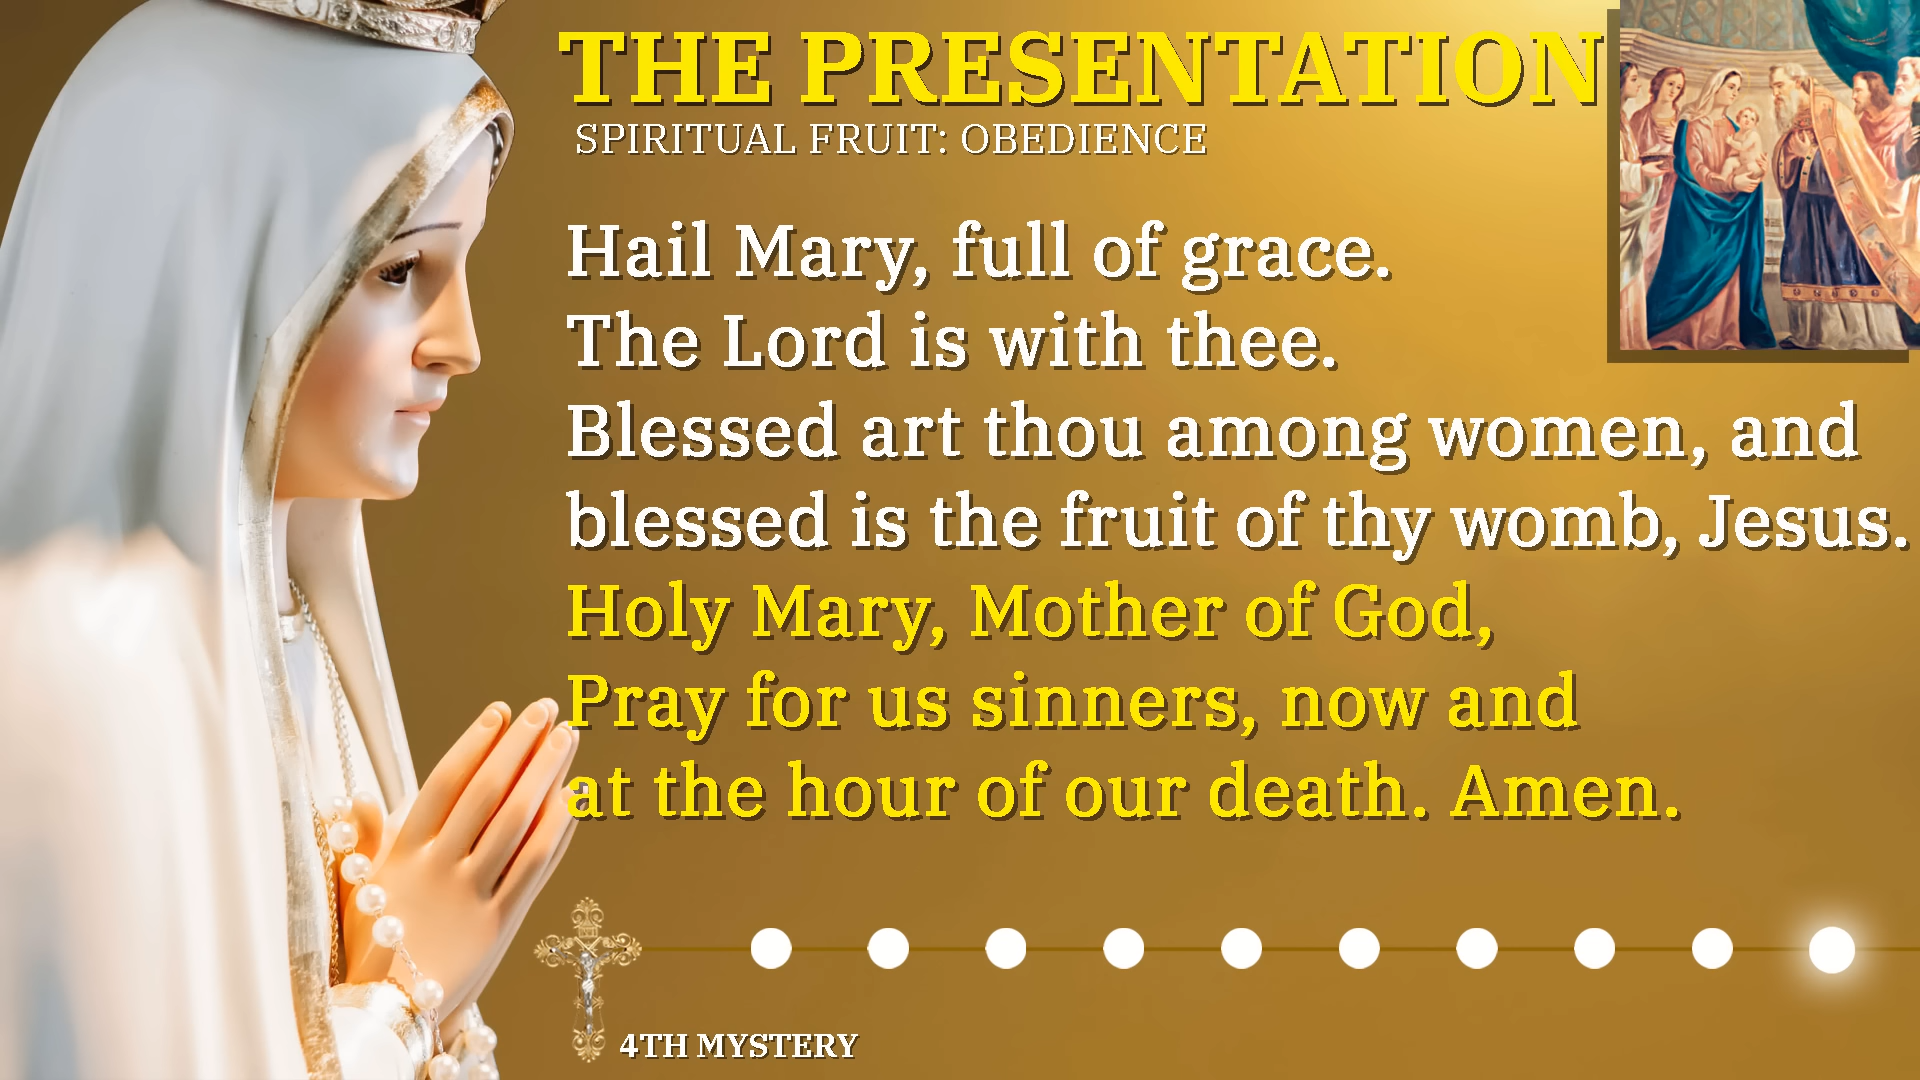 THE PRESENTATION
SPIRITUAL FRUIT: OBEDIENCE
Hail Mary, full of grace.
The Lord is with thee.
Blessed art thou among women, and
blessed is the fruit of thy womb, Jesus.
Holy Mary, Mother of God,
Pray for us sinners, now and
at the hour of our death. Amen.
4TH MYSTERY